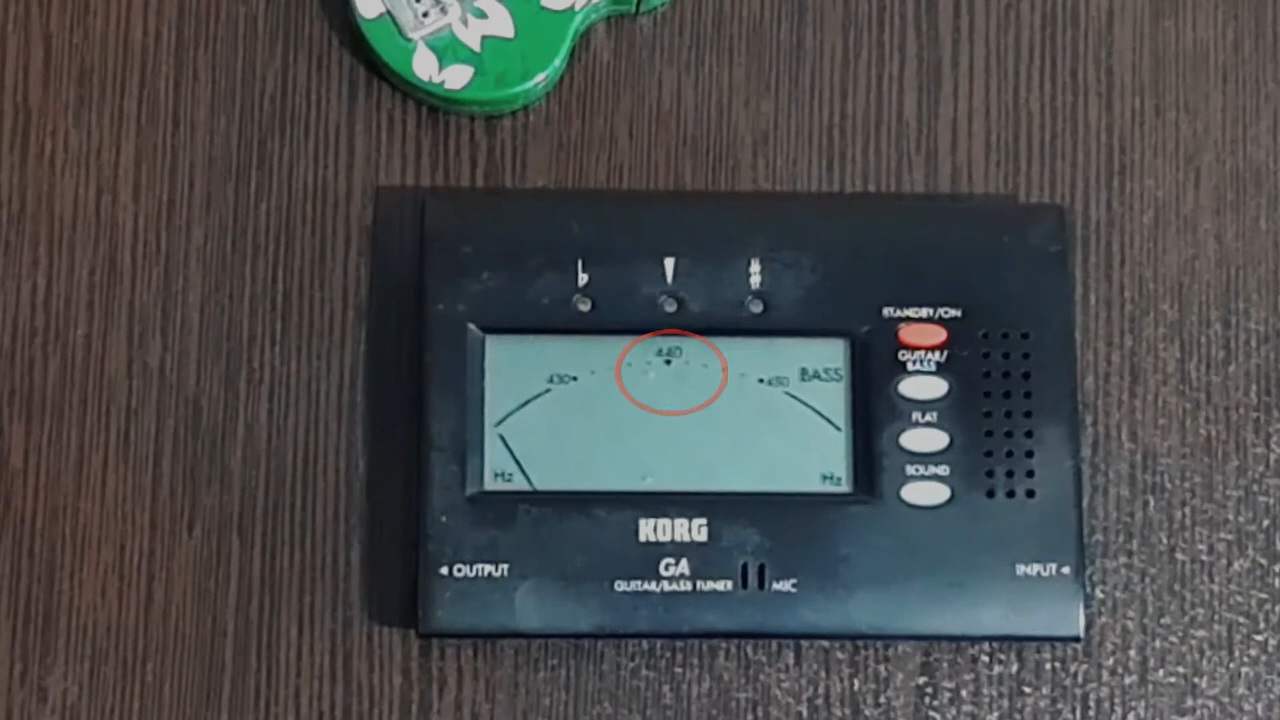 ♭ ♯
STANDBY/ON
440
GUITAR/
BASS
430 450 BASS
FLAT
SOUND
Hz Hz
KORG
GA
GUITAR/BASS TUNER MIC
◄ OUTPUT INPUT ◄